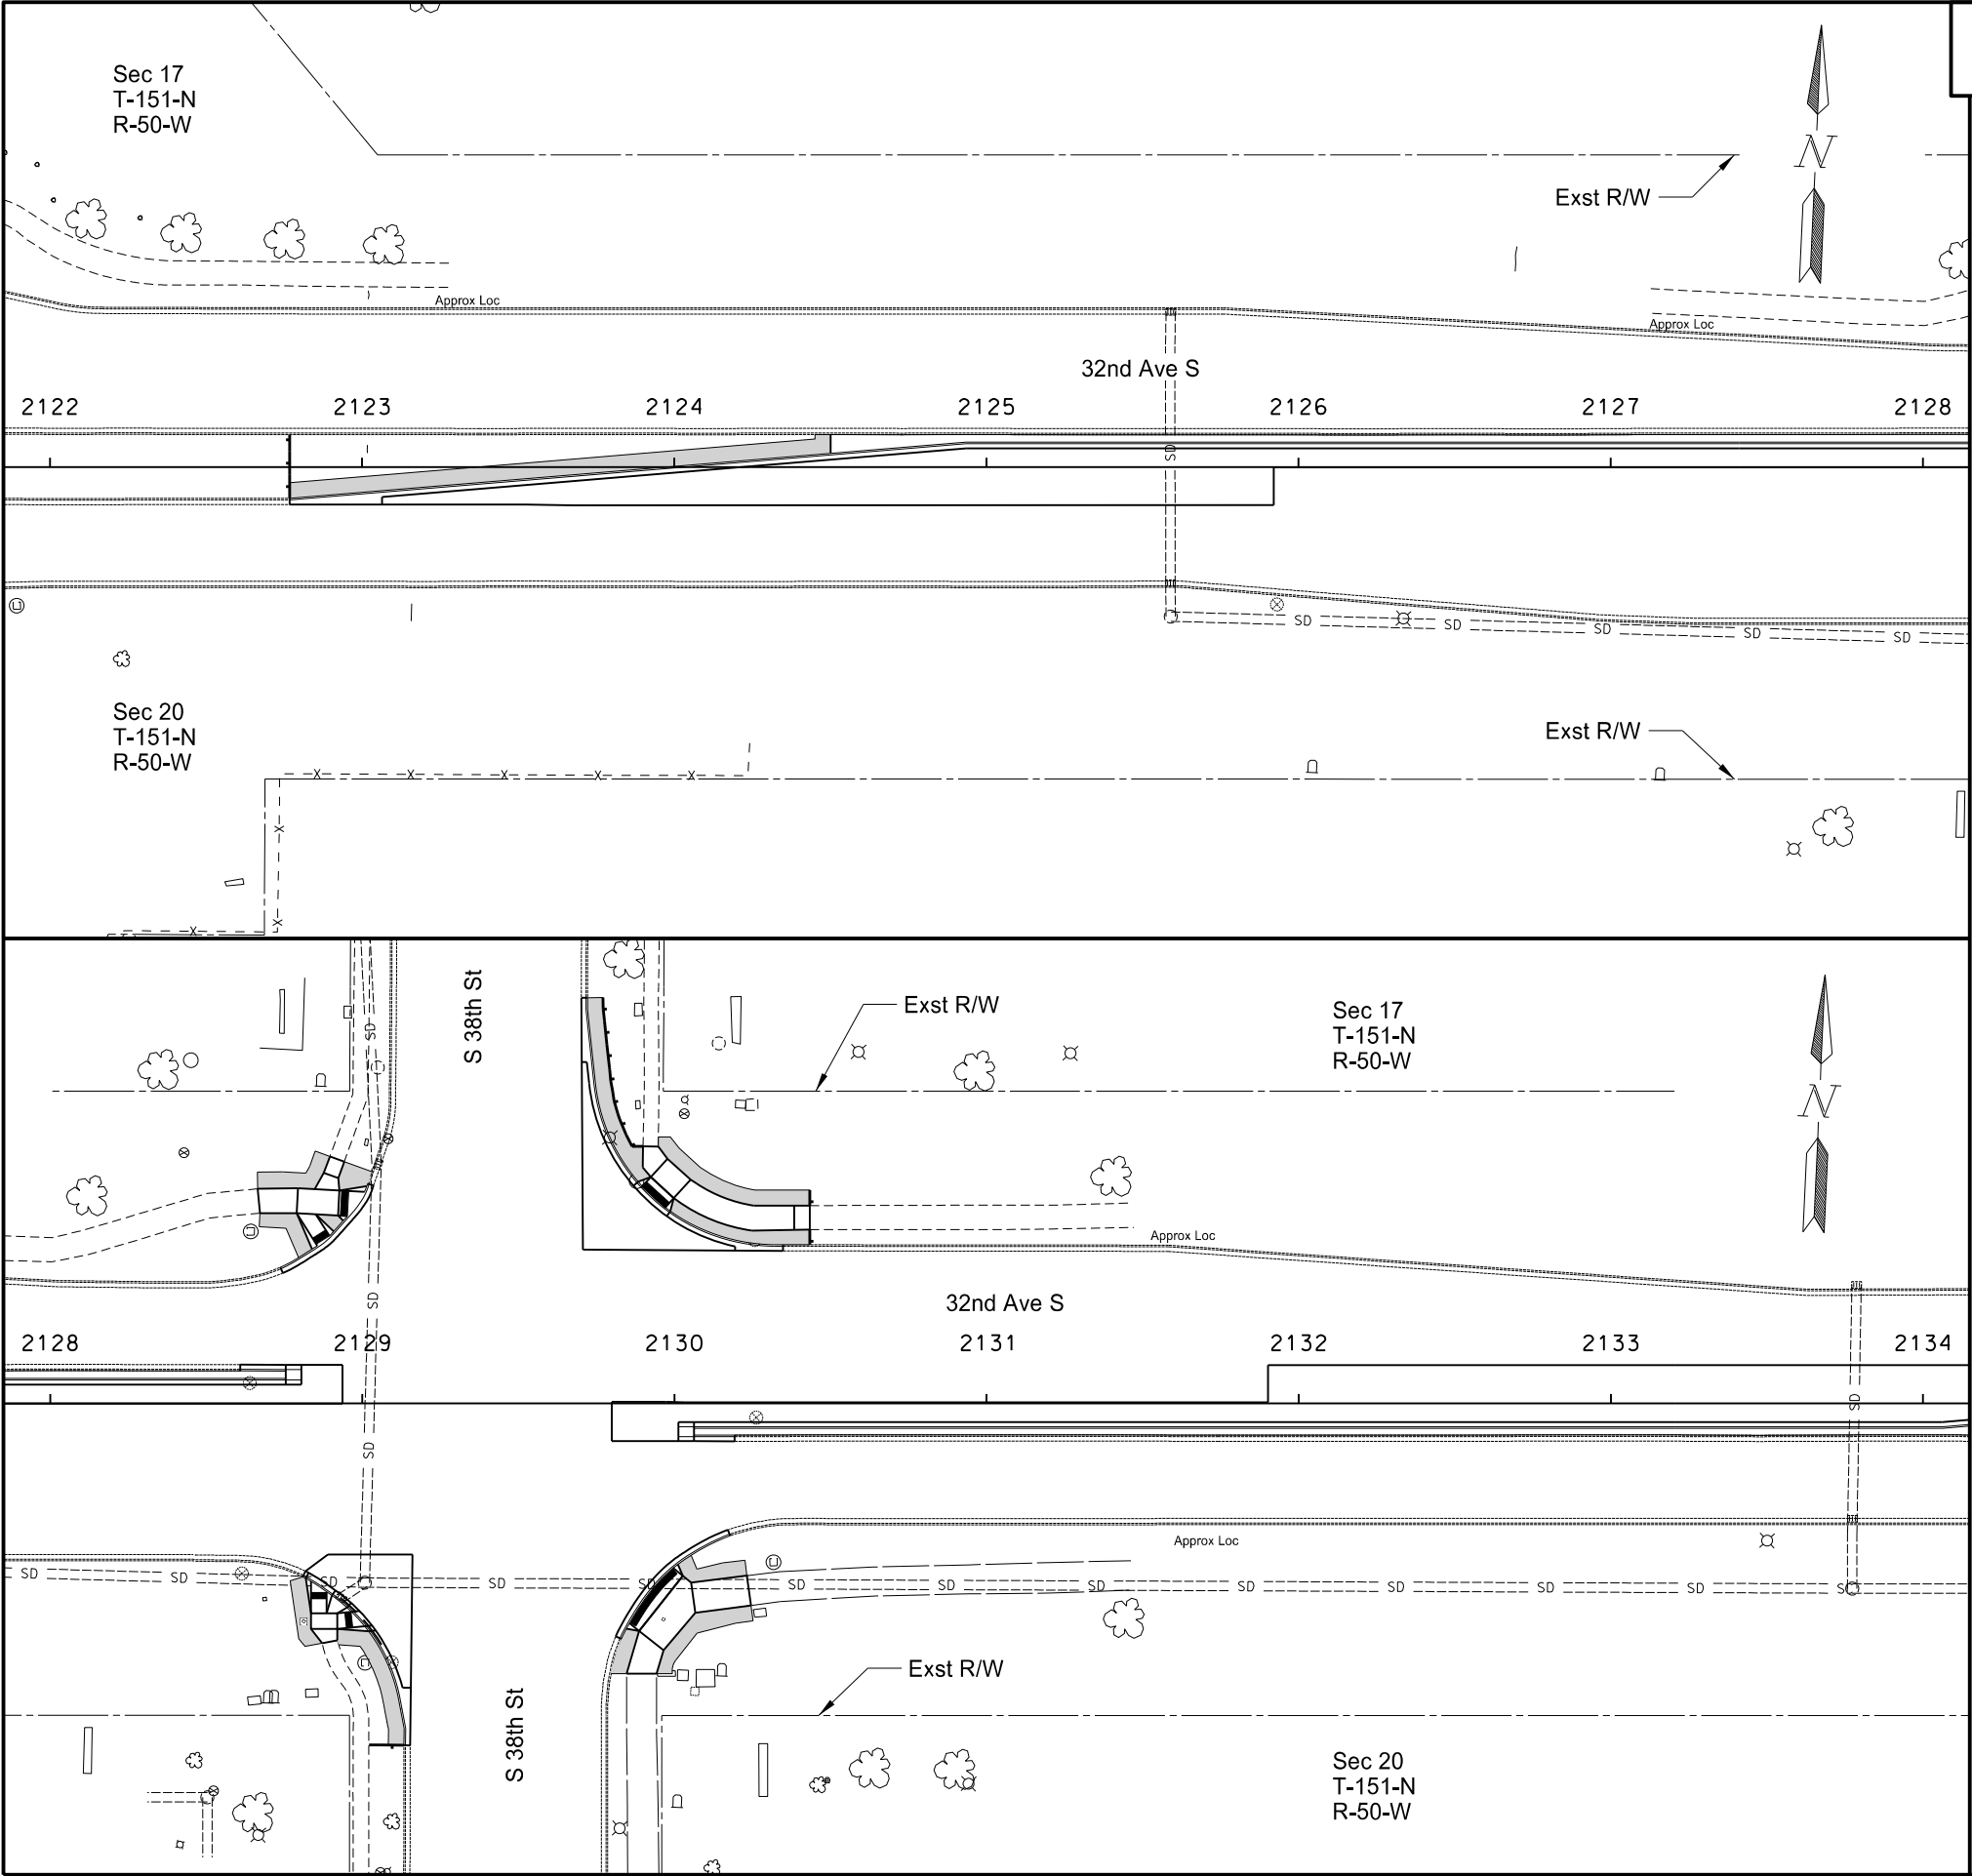 Sec 17
T-151-N
R-50-W
N
Exst R/W
Approx Loc
Approx Loc
32nd Ave S
2122 2123 2124 2125 2126 2127 2128
SD
SD SD SD SD SD
Sec 20
T-151-N
R-50-W
Exst R/W
X X X X X
X
X
X
S 38th St
Exst R/W
Sec 17
T-151-N
R-50-W
SD
N
Approx Loc
32nd Ave S
SD
2128 2129 2130 2131 2132 2133 2134
SD
SD
Approx Loc
SD SD SD SD SD SD SD SD SD SD SD SD
Exst R/W
S 38th St
Sec 20
T-151-N
R-50-W